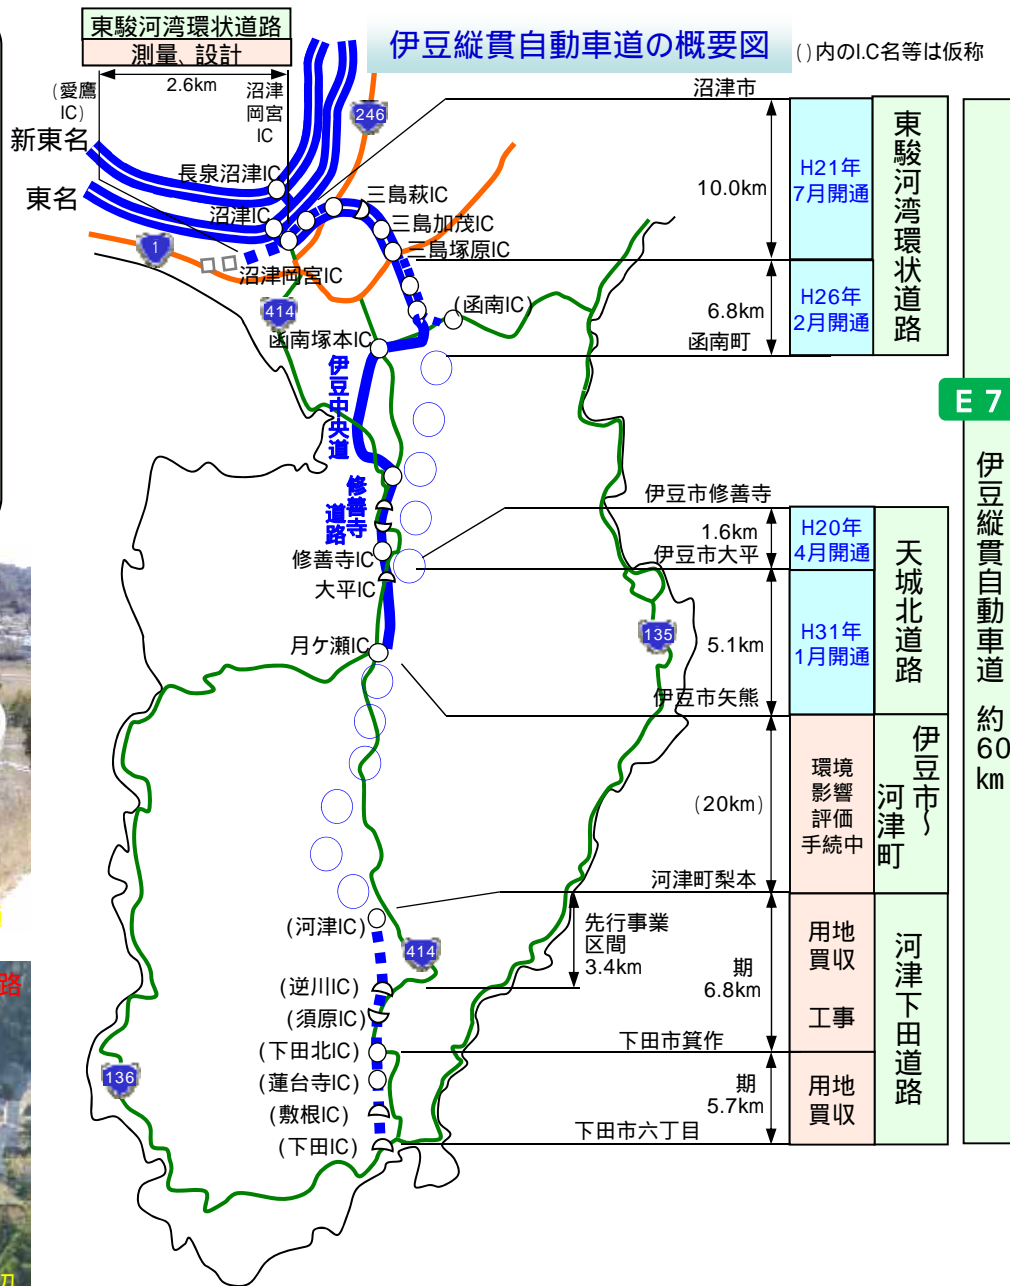 東駿河湾環状道路
測量、設計
伊豆縦貫自動車道の概要図
()内のI.C名等は仮称
(愛鷹
IC)
2.6km
沼津
岡宮
IC
246
新東名
東名
長泉沼津IC
沼津IC
沼津岡宮IC
三島萩IC
三島加茂IC
三島塚原IC
(函南IC)
1
414
函南塚本IC
伊豆中央道
修善寺
道路
修善寺IC
大平IC
月ケ瀬IC
135
414
136
(河津IC)
(逆川IC)
(須原IC)
(下田北IC)
(蓮台寺IC)
(敷根IC)
(下田IC)
沼津市
10.0km
6.8km
函南町
伊豆市修善寺
1.6km
伊豆市大平
5.1km
伊豆市矢熊
(20km)
河津町梨本
先行事業
区間
3.4km
期
6.8km
下田市箕作
期
5.7km
下田市六丁目
H21年
7月開通
H26年
2月開通
H20年
4月開通
H31年
1月開通
環境
影響
評価
手続中
用地
買収
工事
用地
買収
東駿河湾環状道路
天城北道路
伊豆市~
河津町
河津下田道路
E7
伊豆縦貫自動車道 約60km
路